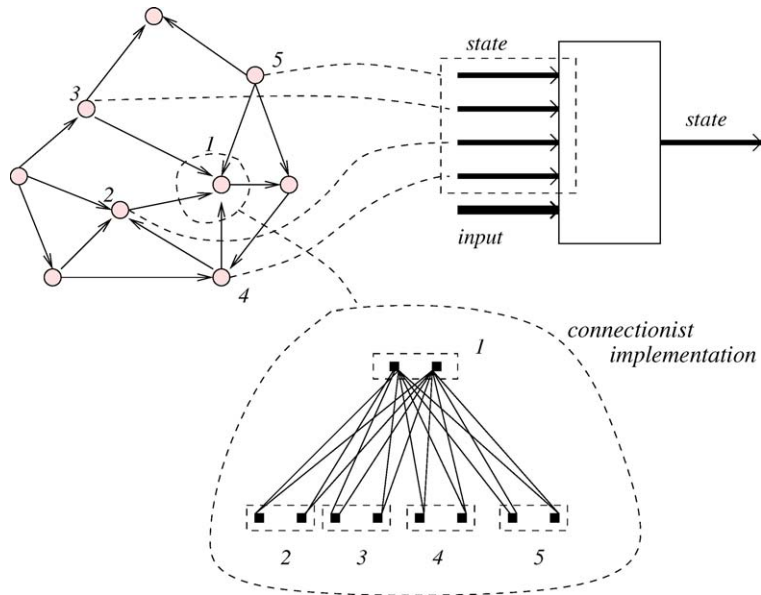 5
state
3
1
state
2
input
4
connectionist
implementation
1
2 3 4 5